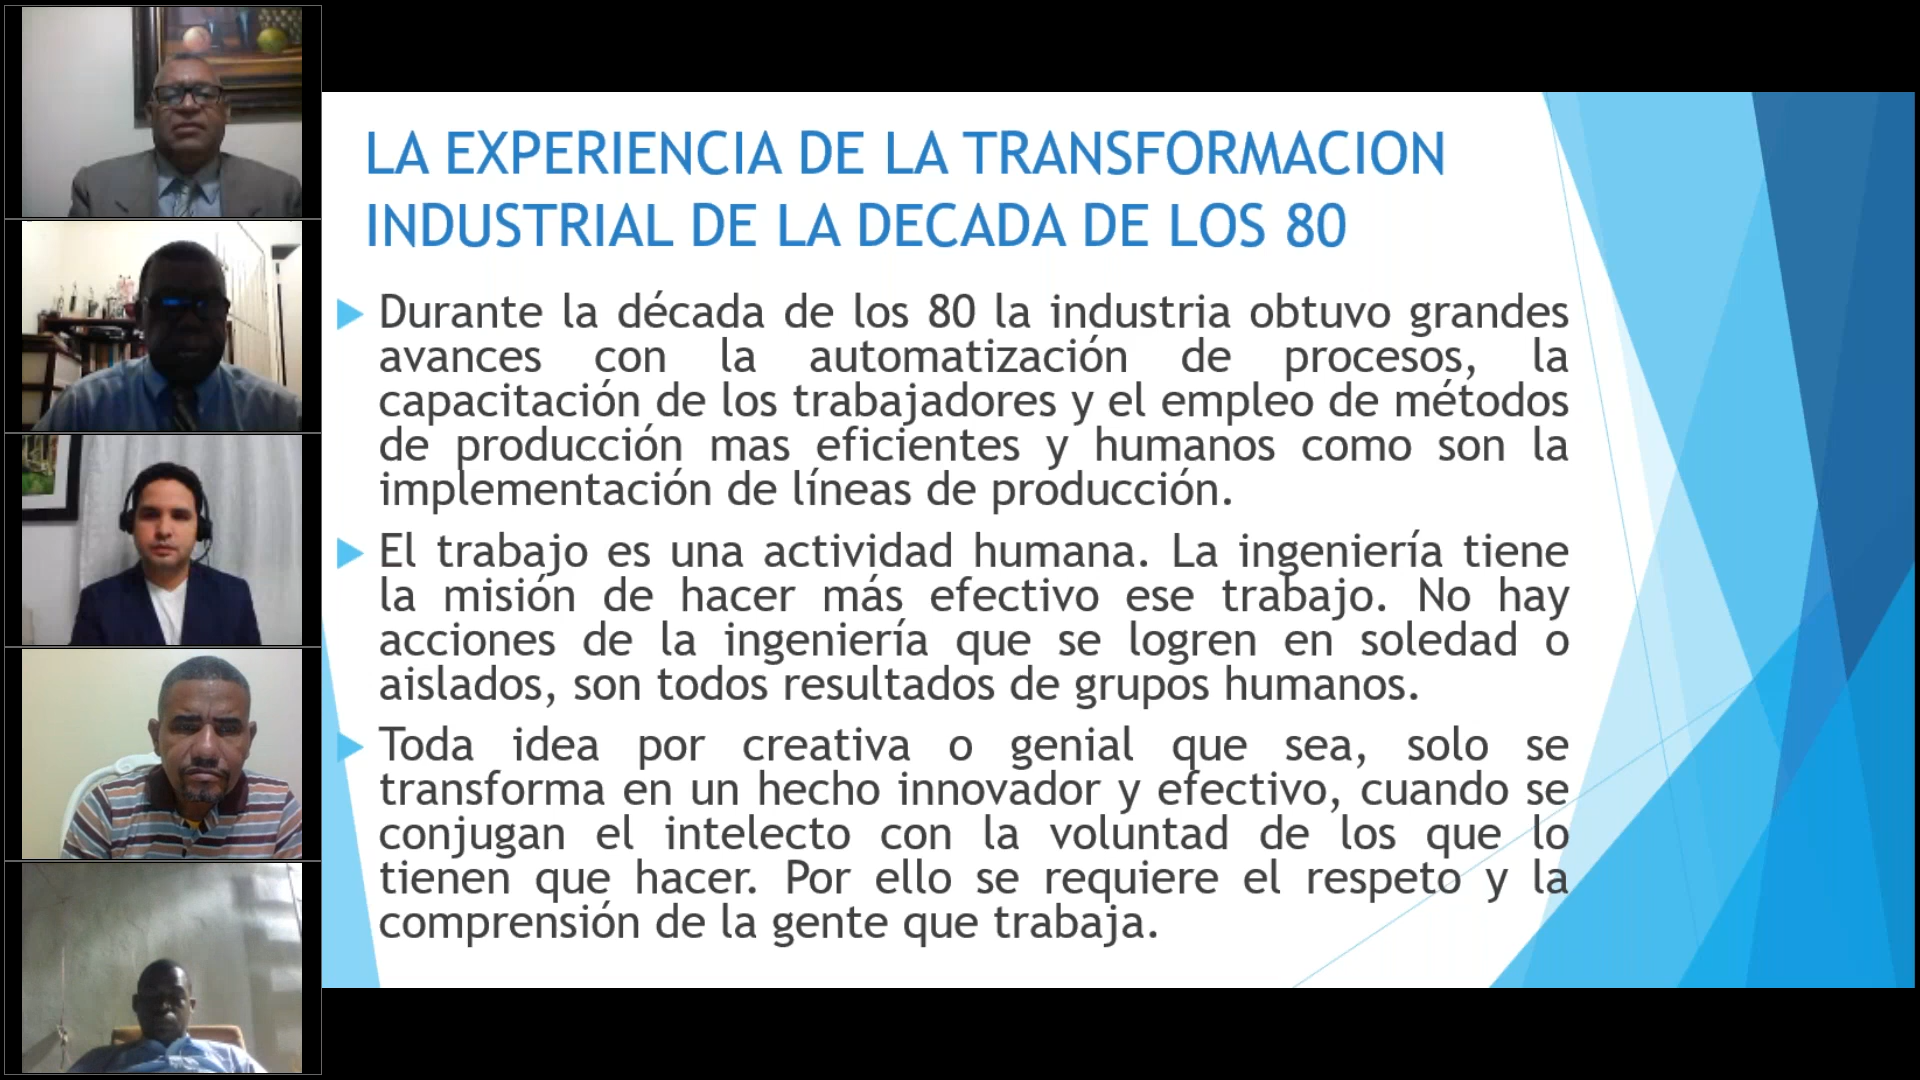 LA EXPERIENCIA DE LA TRANSFORMACION
INDUSTRIAL DE LA DECADA DE LOS 80
Durante la década de los 80 la industria obtuvo grandes
avances con la automatización de procesos, la
capacitación de los trabajadores y el empleo de métodos
de producción mas eficientes y humanos como son la
implementación de líneas de producción.
El trabajo es una actividad humana. La ingeniería tiene
la misión de hacer más efectivo ese trabajo. No hay
acciones de la ingeniería que se logren en soledad o
aislados, son todos resultados de grupos humanos.
Toda idea por creativa o genial que sea, solo se
transforma en un hecho innovador y efectivo, cuando se
conjugan el intelecto con la voluntad de los que lo
tienen que hacer. Por ello se requiere el respeto y la
comprensión de la gente que trabaja.